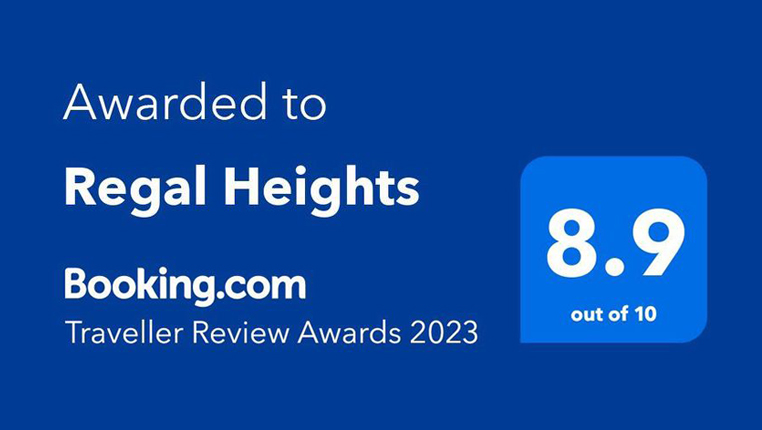 Awarded to
Regal Heights
Booking.com
Traveller Review Awards 2023
8.9
out of 10